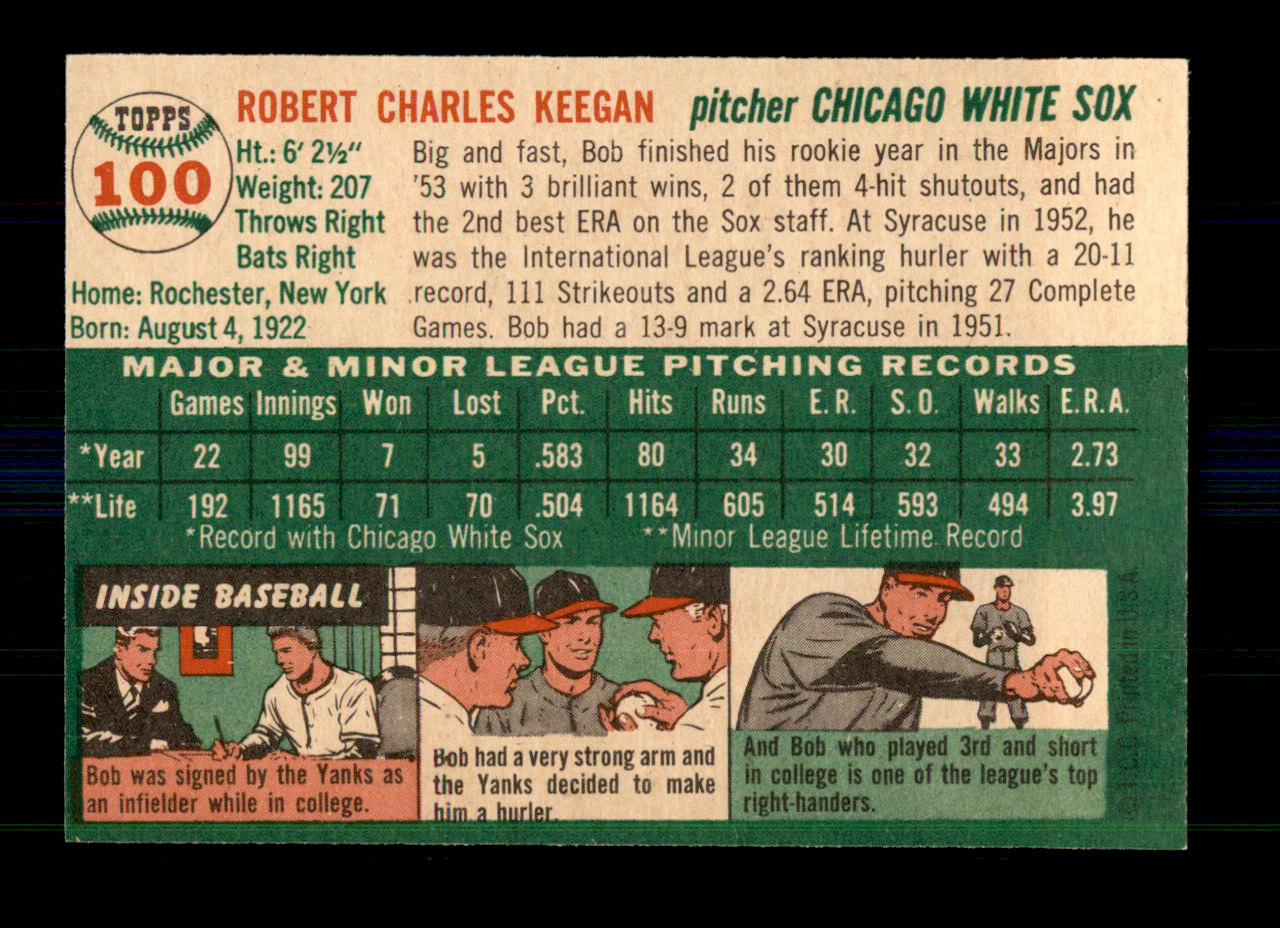 TOPPS
100
ROBERT CHARLES KEEGAN pitcher CHICAGO WHITE SOX
Ht.: 6' 2½"
Weight: 207
Throws Right
Bats Right
Home: Rochester, New York
Born: August 4, 1922
Big and fast, Bob finished his rookie year in the Majors in
'53 with 3 brilliant wins, 2 of them 4-hit shutouts, and had
the 2nd best ERA on the Sox staff. At Syracuse in 1952, he
was the International League's ranking hurler with a 20-11
record, 111 Strikeouts and a 2.64 ERA, pitching 27 Complete
Games. Bob had a 13-9 mark at Syracuse in 1951.
MAJOR & MINOR LEAGUE PITCHING RECORDS
Games Innings Won Lost Pct. Hits Runs E.R. S.O. Walks E.R.A.
*Year 22 99 7 5 .583 80 34 30 32 33 2.73
**Life 192 1165 71 70 .504 1164 605 514 593 494 3.97
*Record with Chicago White Sox **Minor League Lifetime Record
INSIDE BASEBALL
Bob was signed by the Yanks as
an infielder while in college.
Bob had a very strong arm and
the Yanks decided to make
him a hurler.
And Bob who played 3rd and short
in college is one of the league's top
right-handers.
© T. C. G. Printed in U.S.A.